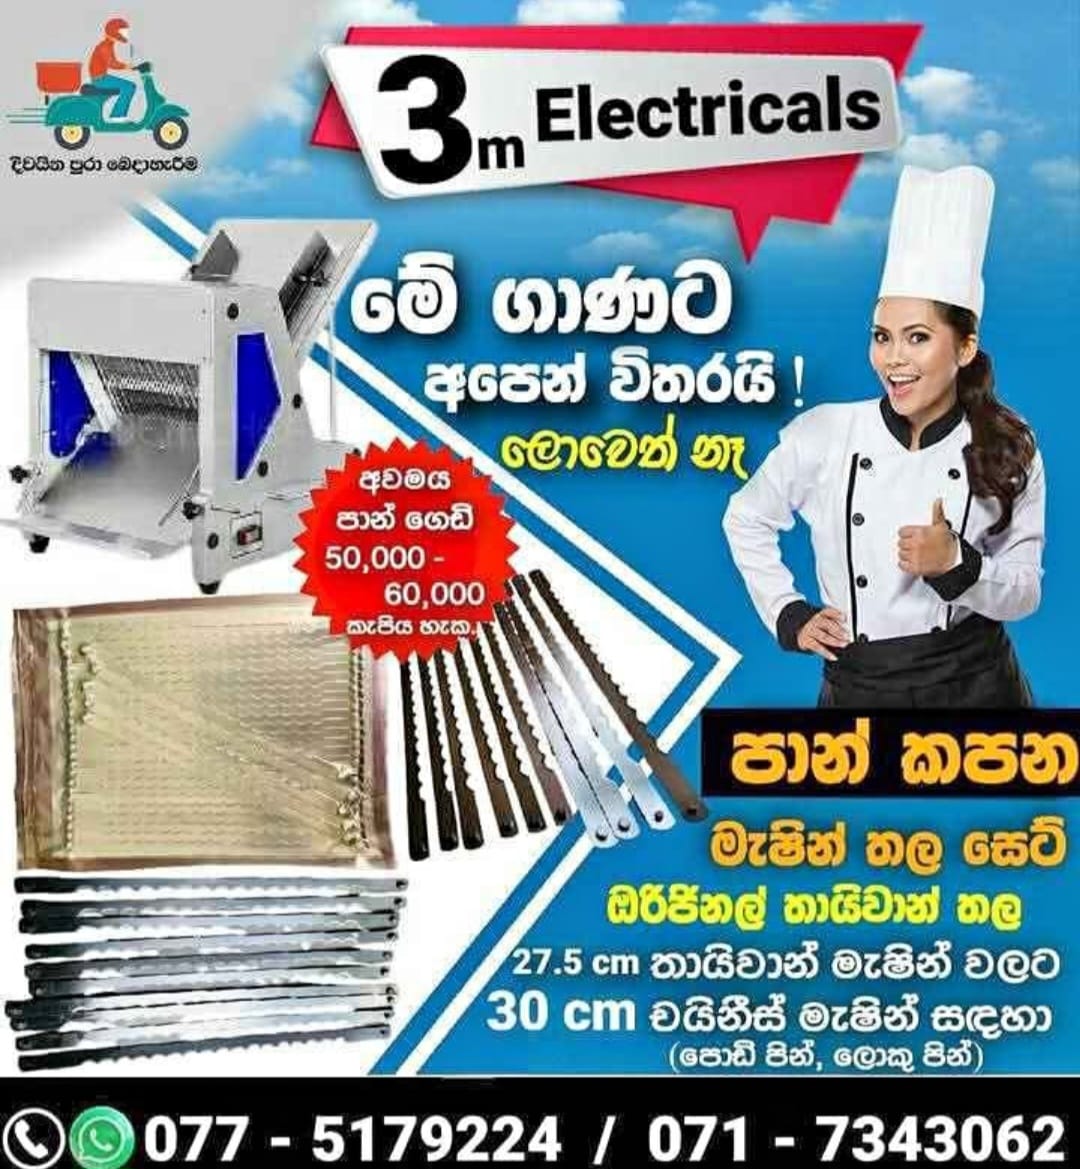 3m Electricals
දිවයින පුරා බෙදාහැරීම
මේ ගාණට
අපෙන් විතරයි !
ලොවෙත් නෑ
අවමය
පාන් ගෙඩි
50,000 -
60,000
කැපිය හැක.
පාන් කපන
මැෂින් තල සෙට්
ඔරිජිනල් තායිවාන් තල
27.5 cm තායිවාන් මැෂින් වලට
30 cm චයිනීස් මැෂින් සඳහා
(පොඩි පින්, ලොකු පින්)
077 - 5179224 / 071 - 7343062